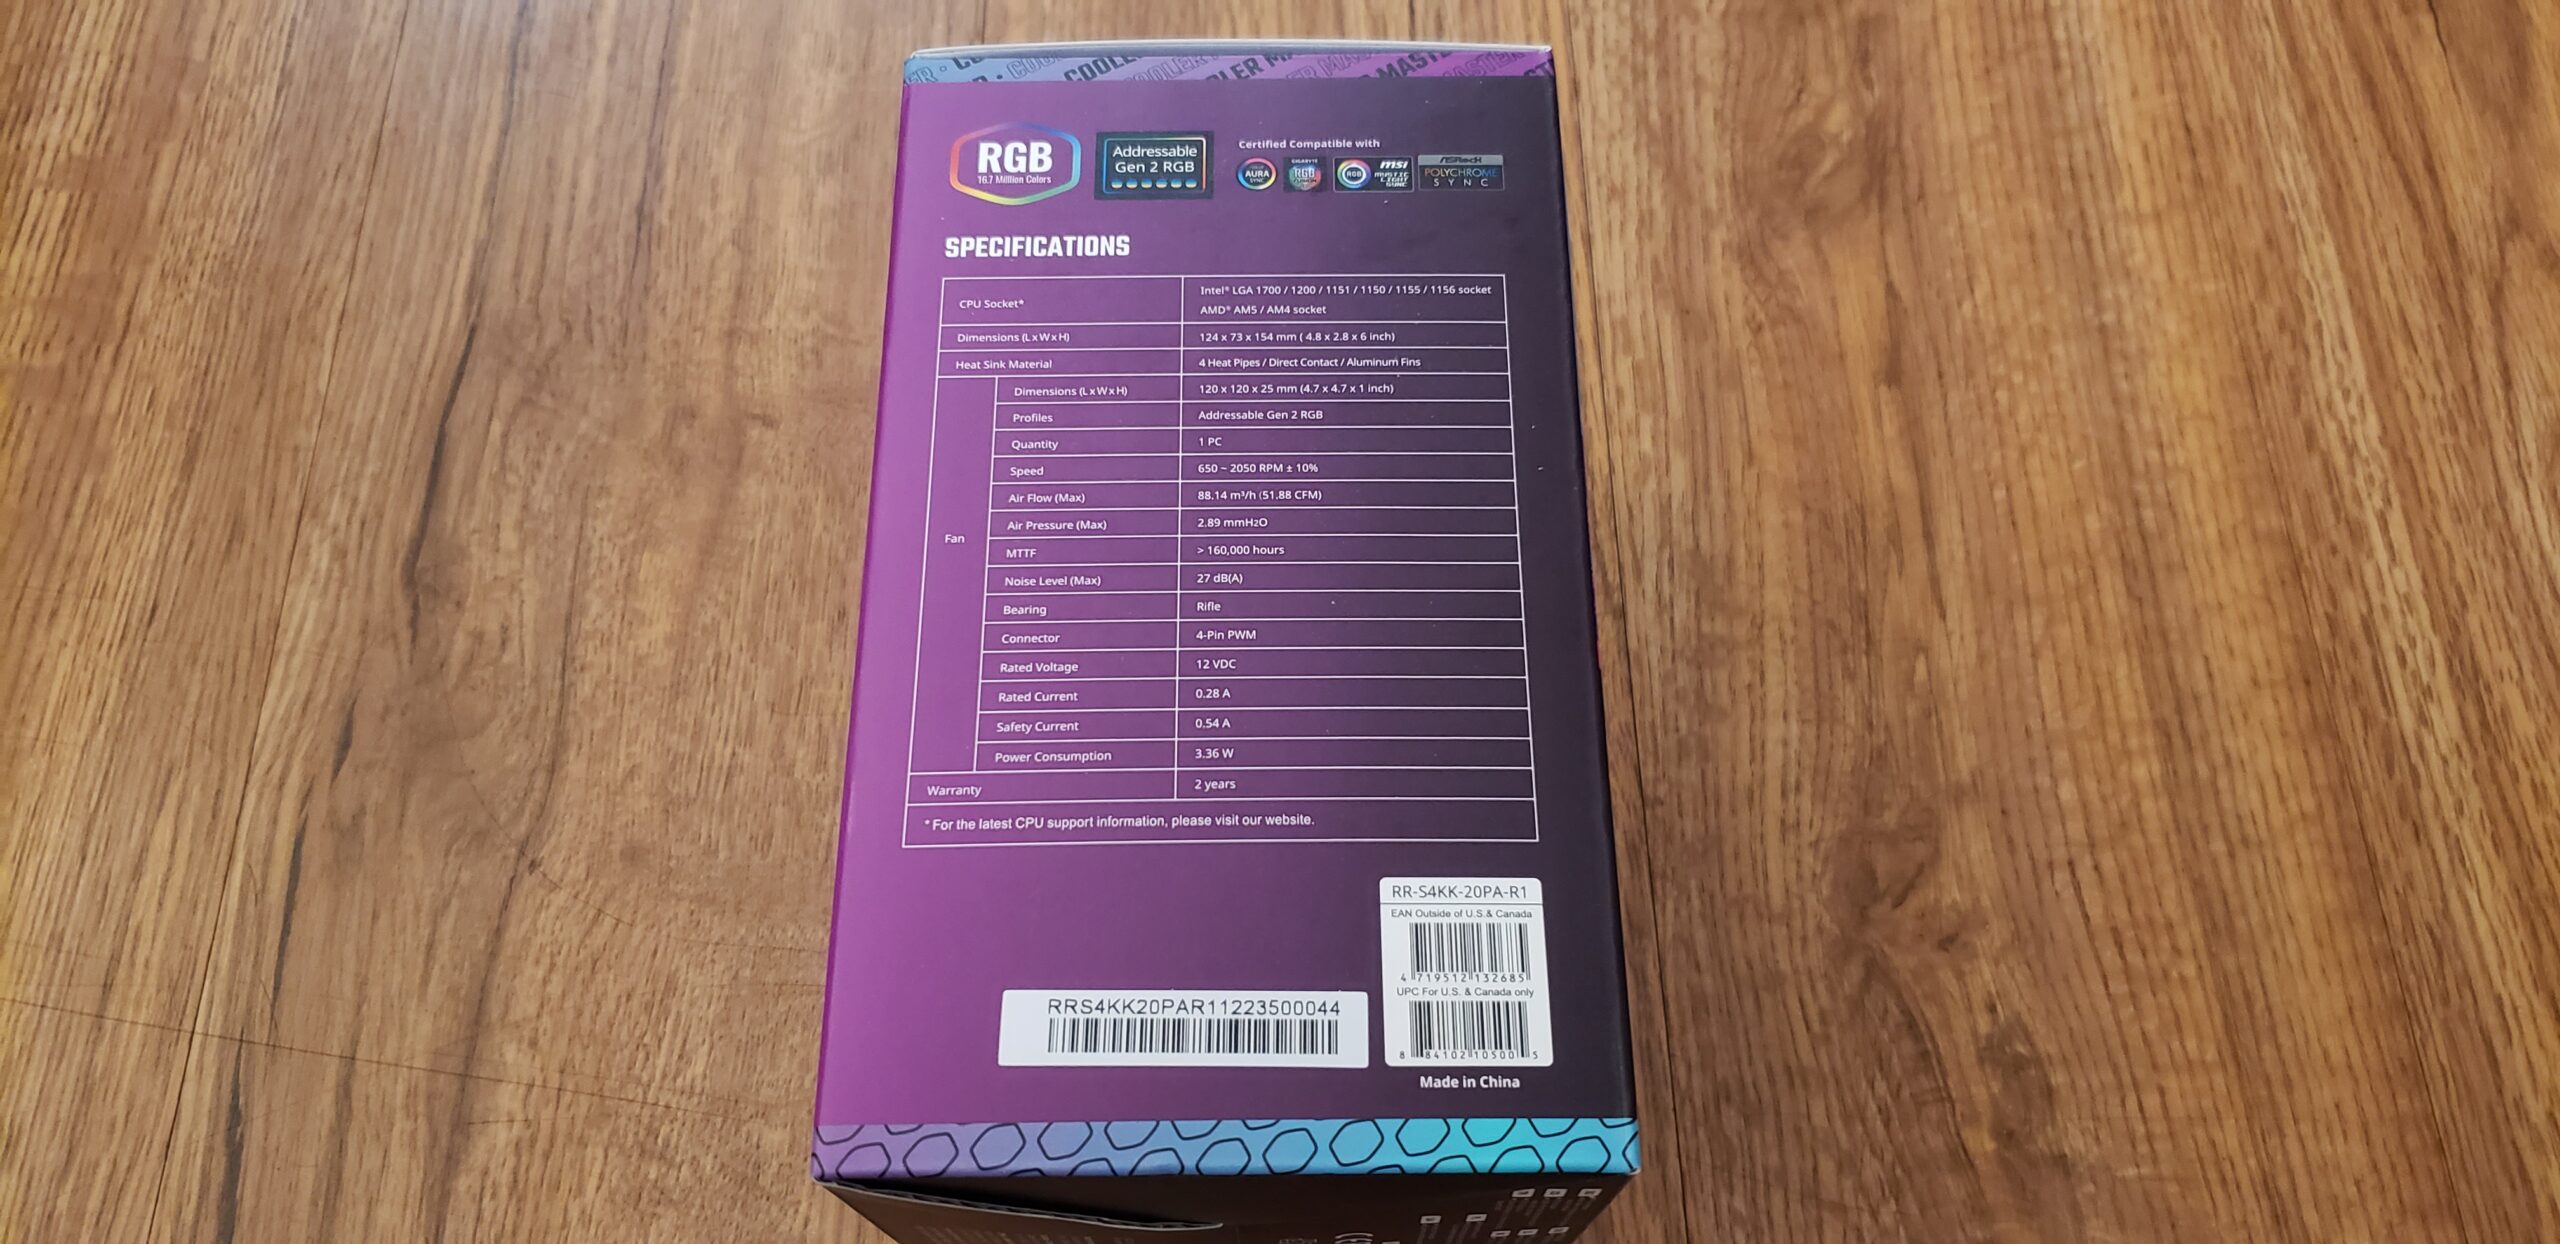 COOLER MASTER
RGB
16.7 Million Colors
Addressable
Gen 2 RGB
Certified Compatible with
AURA
SYNC
GIGABYTE
RGB
FUSION
RGB
msi
MYSTIC
LIGHT
SYNC
ASRock
POLYCHROME
SYNC
SPECIFICATIONS
CPU Socket*
Intel® LGA 1700 / 1200 / 1151 / 1150 / 1155 / 1156 socket
AMD® AM5 / AM4 socket
Dimensions (L x W x H) 124 x 73 x 154 mm ( 4.8 x 2.8 x 6 inch)
Heat Sink Material 4 Heat Pipes / Direct Contact / Aluminum Fins
Fan
Dimensions (L x W x H) 120 x 120 x 25 mm (4.7 x 4.7 x 1 inch)
Profiles Addressable Gen 2 RGB
Quantity 1 PC
Speed 650 ~ 2050 RPM ± 10%
Air Flow (Max) 88.14 m³/h (51.88 CFM)
Air Pressure (Max) 2.89 mmH2O
MTTF > 160,000 hours
Noise Level (Max) 27 dB(A)
Bearing Rifle
Connector 4-Pin PWM
Rated Voltage 12 VDC
Rated Current 0.28 A
Safety Current 0.54 A
Power Consumption 3.36 W
Warranty 2 years
* For the latest CPU support information, please visit our website.
RR-S4KK-20PA-R1
EAN Outside of U.S.& Canada
4 719512 132685
UPC For U.S. & Canada only
RRS4KK20PAR11223500044
Made in China